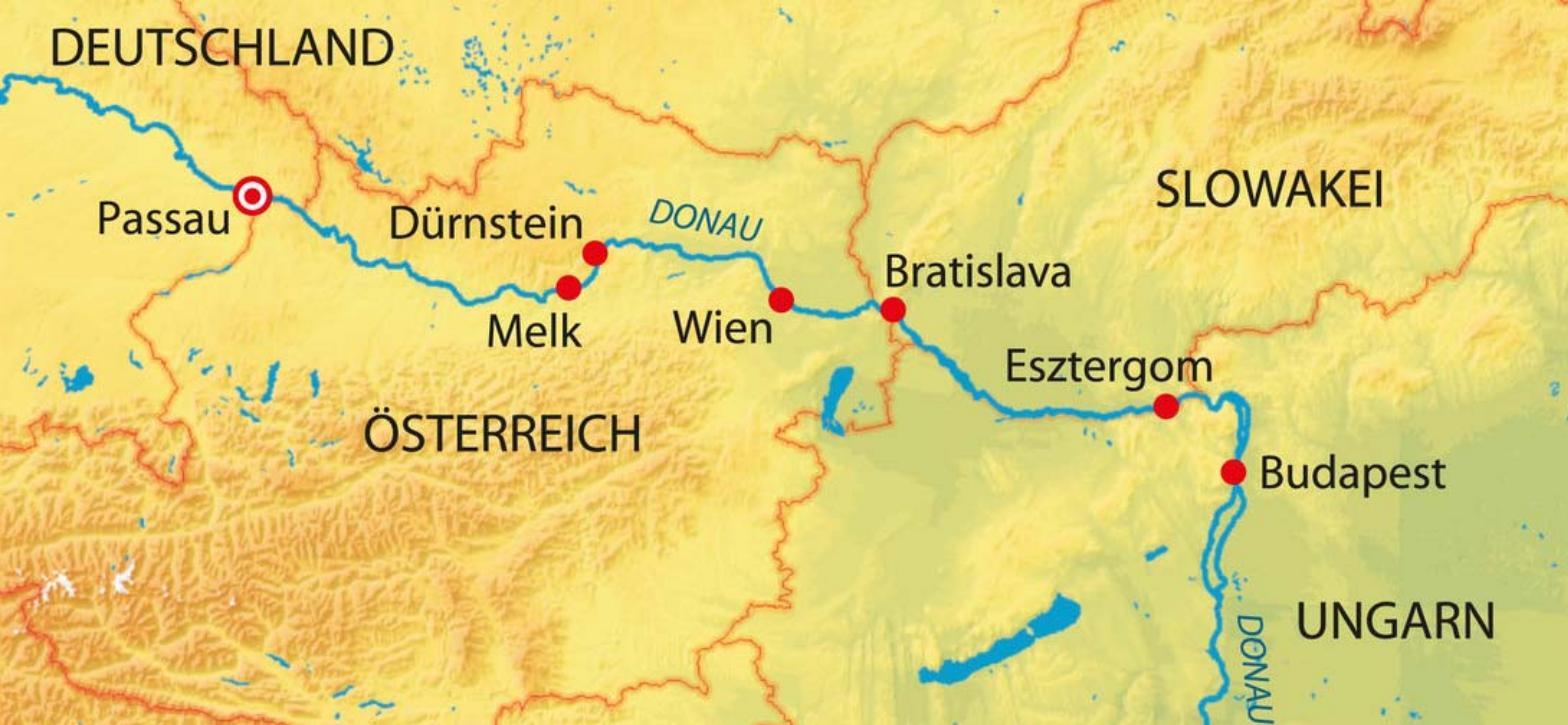 DEUTSCHLAND
SLOWAKEI
Passau
Dürnstein
DONAU
Bratislava
Melk
Wien
Esztergom
ÖSTERREICH
Budapest
UNGARN
DONAU